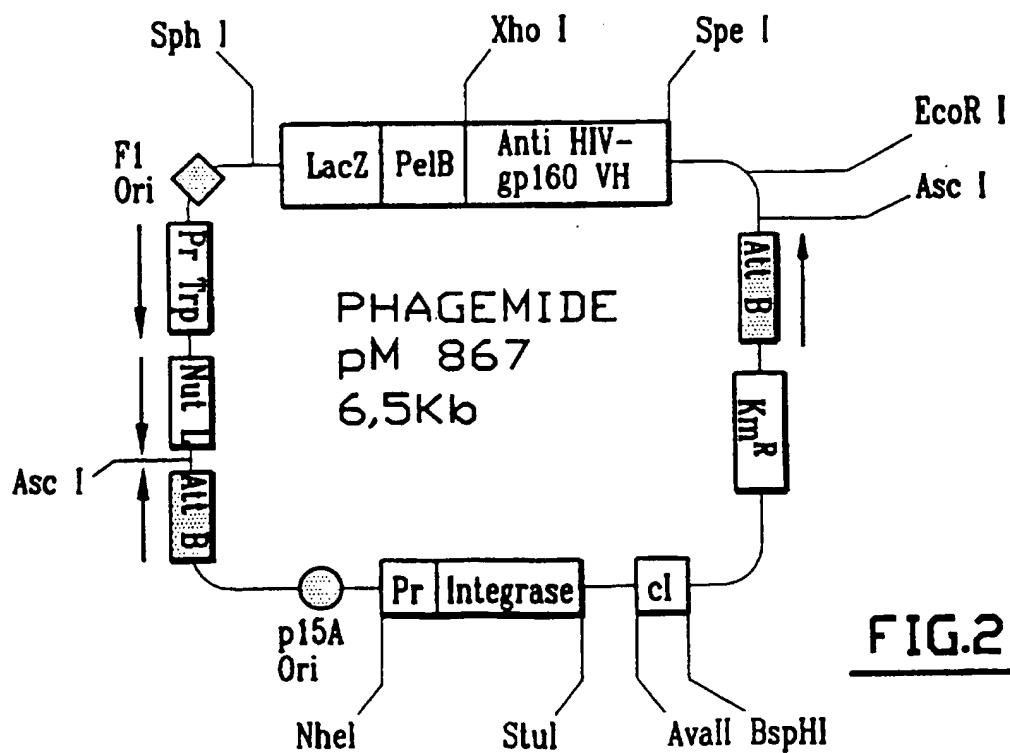 Sph I
Xho I
Spe I
EcoR I
Asc I
F1
Ori
LacZ
PelB
Anti HIV-
gp160 VH
Pr Trp
Nut L
Asc I
Att B
Att B
Km R
PHAGEMIDE
pM 867
6,5Kb
p15A
Ori
Pr
Integrase
cI
NheI
StuI
AvaII
BspHI
FIG.2